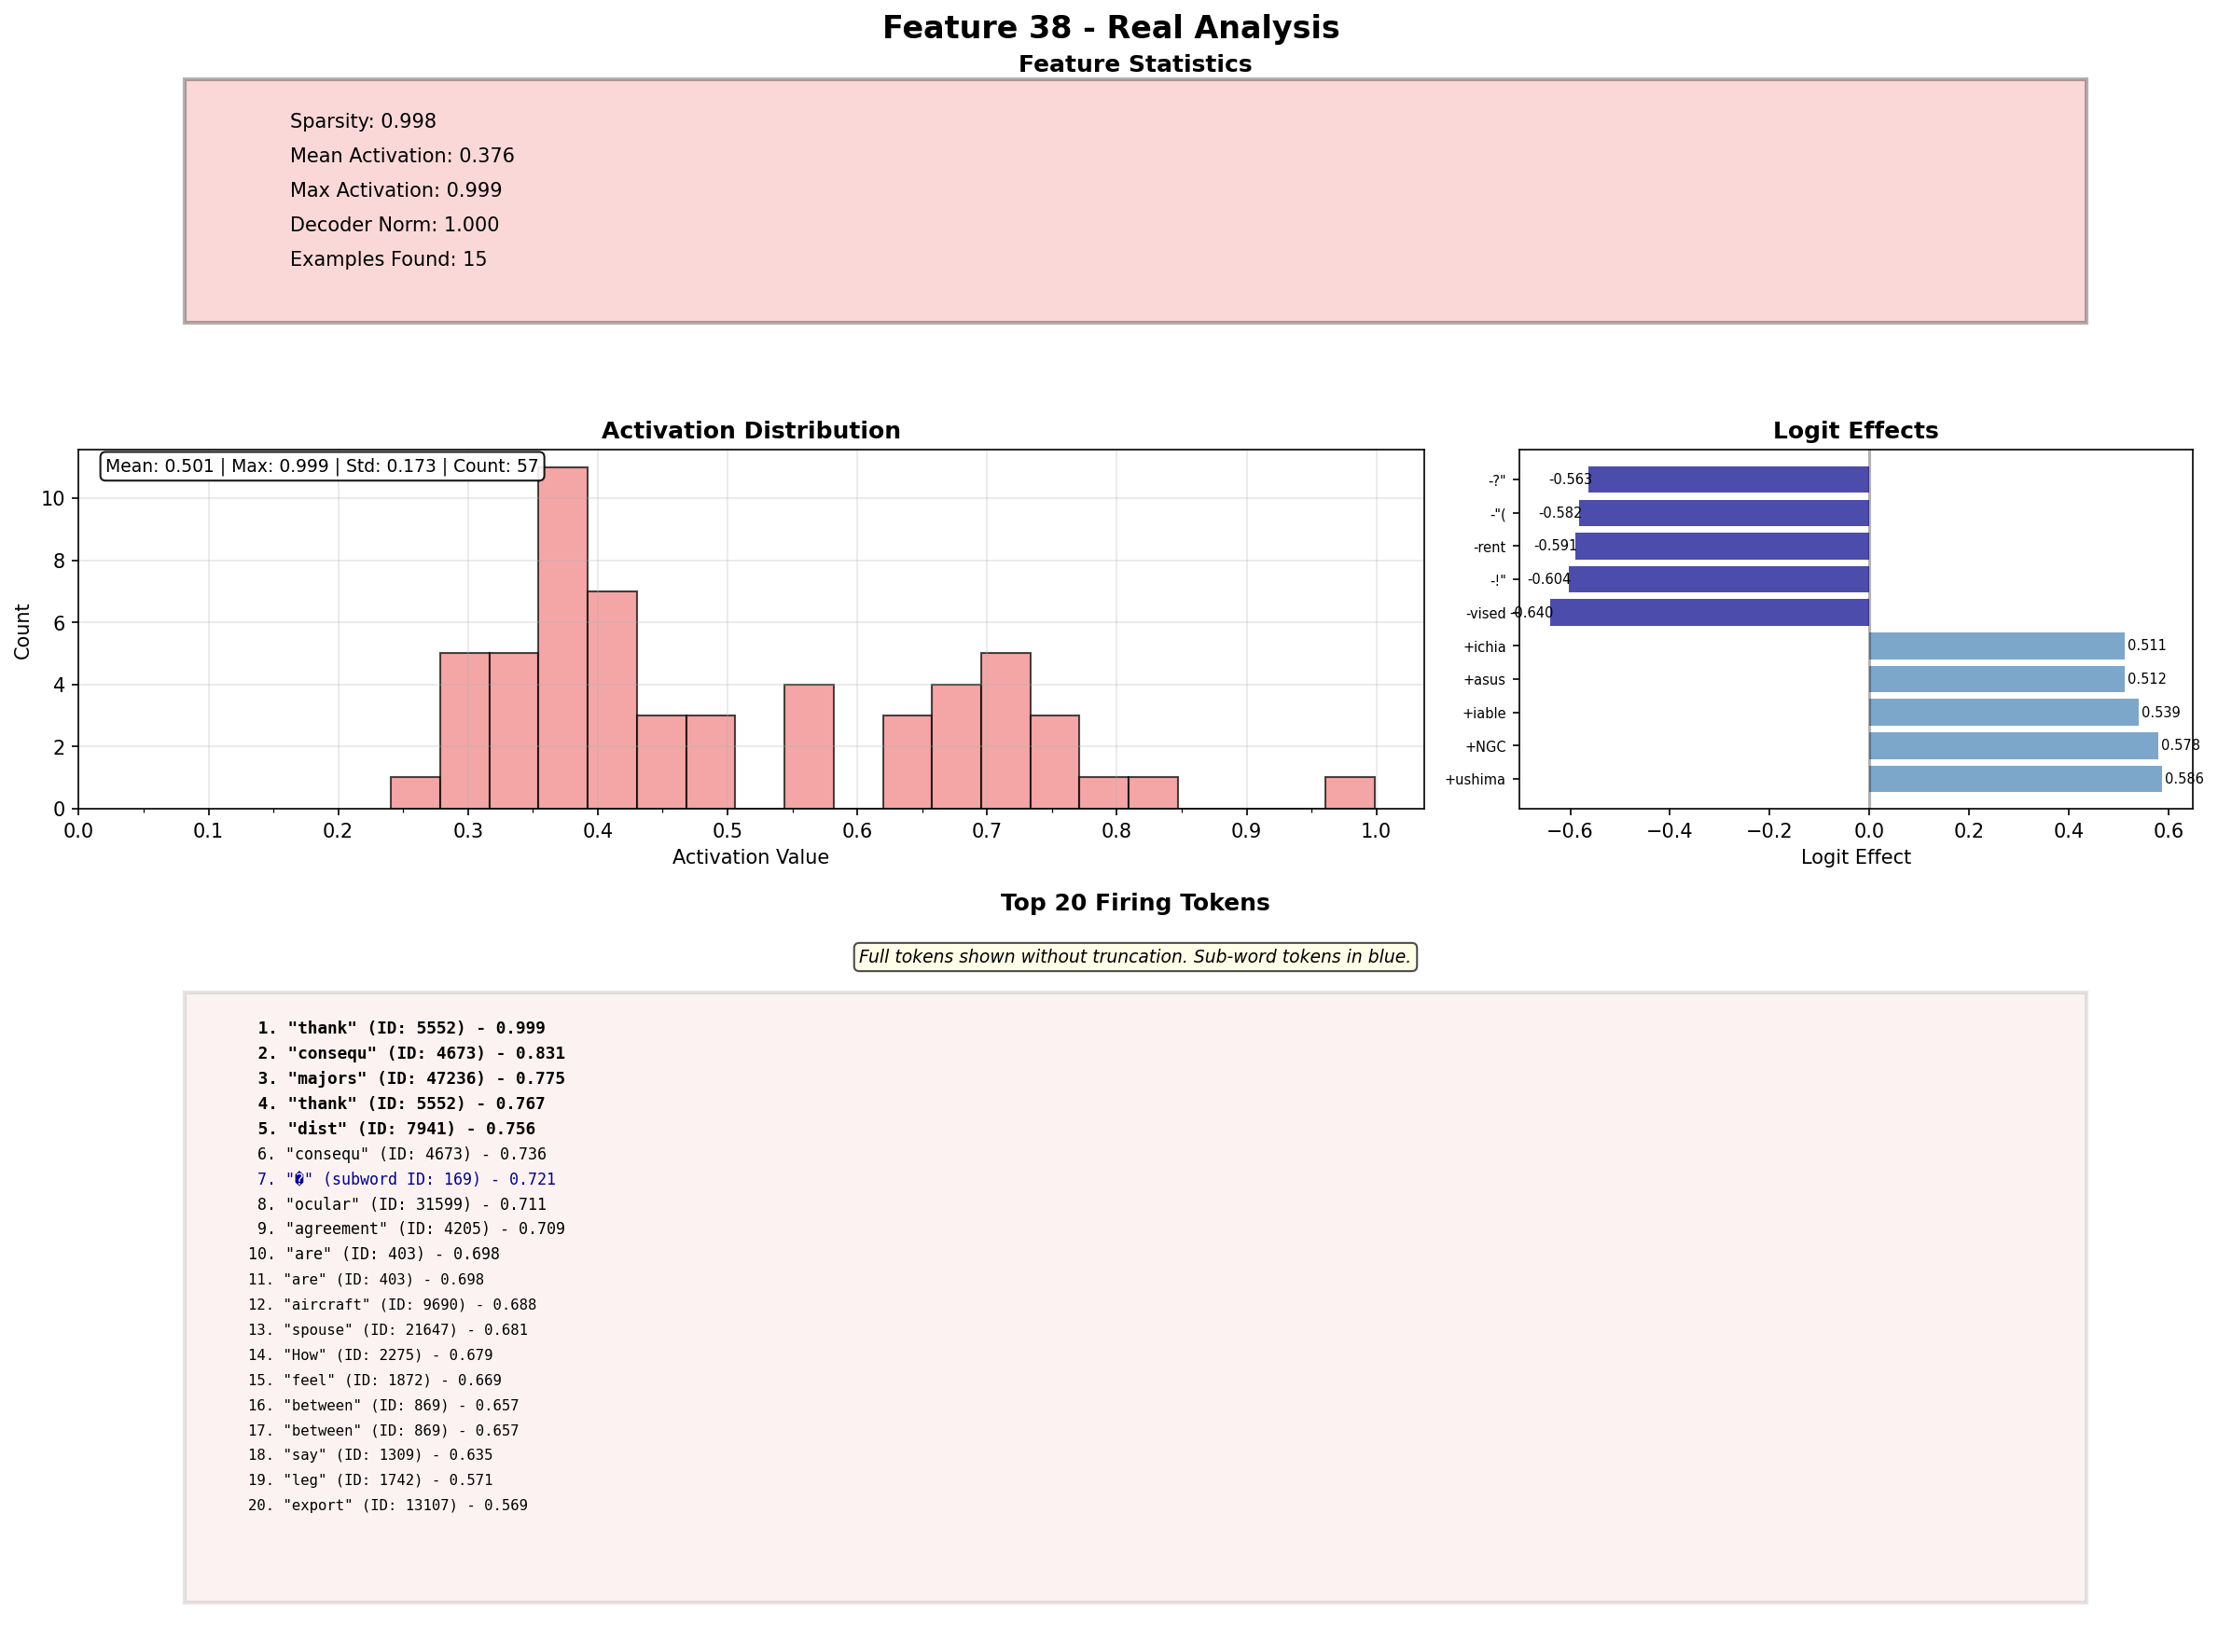 Feature 38 - Real Analysis
Feature Statistics
Sparsity: 0.998
Mean Activation: 0.376
Max Activation: 0.999
Decoder Norm: 1.000
Examples Found: 15
Activation Distribution
Mean: 0.501 | Max: 0.999 | Std: 0.173 | Count: 57
Count
10
8
6
4
2
0
0.0 0.1 0.2 0.3 0.4 0.5 0.6 0.7 0.8 0.9 1.0
Activation Value
Logit Effects
-?" -0.563
-"( -0.582
-rent -0.591
-!" -0.604
-vised -0.640
+ichia 0.511
+asus 0.512
+iable 0.539
+NGC 0.578
+ushima 0.586
−0.6 −0.4 −0.2 0.0 0.2 0.4 0.6
Logit Effect
Top 20 Firing Tokens
Full tokens shown without truncation. Sub-word tokens in blue.
1. "thank" (ID: 5552) - 0.999
2. "consequ" (ID: 4673) - 0.831
3. "majors" (ID: 47236) - 0.775
4. "thank" (ID: 5552) - 0.767
5. "dist" (ID: 7941) - 0.756
6. "consequ" (ID: 4673) - 0.736
7. "�" (subword ID: 169) - 0.721
8. "ocular" (ID: 31599) - 0.711
9. "agreement" (ID: 4205) - 0.709
10. "are" (ID: 403) - 0.698
11. "are" (ID: 403) - 0.698
12. "aircraft" (ID: 9690) - 0.688
13. "spouse" (ID: 21647) - 0.681
14. "How" (ID: 2275) - 0.679
15. "feel" (ID: 1872) - 0.669
16. "between" (ID: 869) - 0.657
17. "between" (ID: 869) - 0.657
18. "say" (ID: 1309) - 0.635
19. "leg" (ID: 1742) - 0.571
20. "export" (ID: 13107) - 0.569